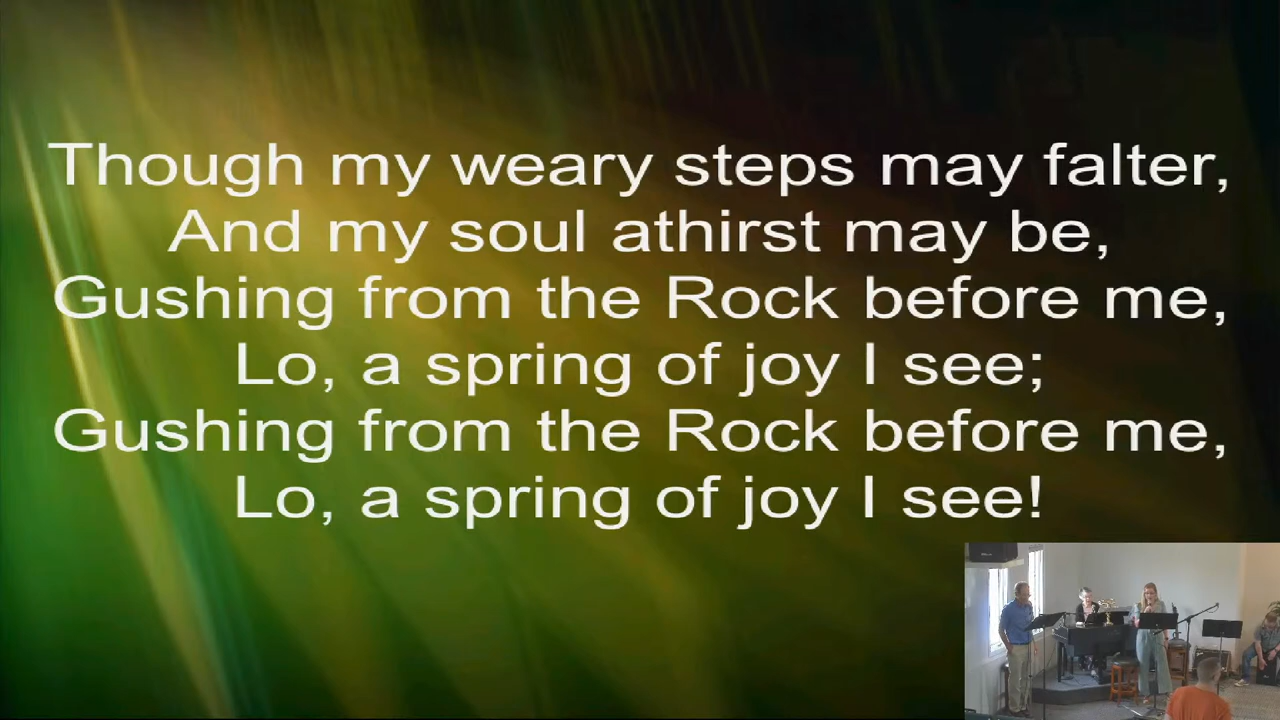 Though my weary steps may falter,
And my soul athirst may be,
Gushing from the Rock before me,
Lo, a spring of joy I see;
Gushing from the Rock before me,
Lo, a spring of joy I see!